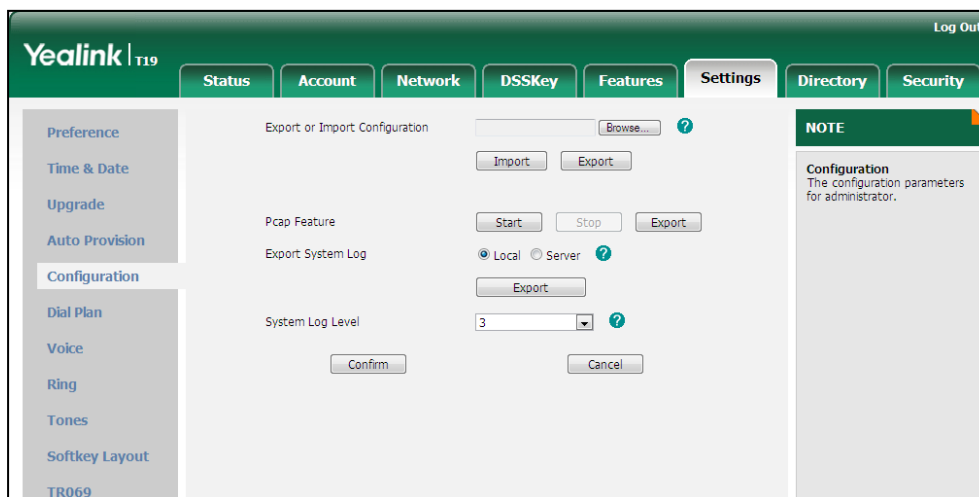 Log Out
Yealink | T19
Status Account Network DSSKey Features Settings Directory Security
Preference
Time & Date
Upgrade
Auto Provision
Configuration
Dial Plan
Voice
Ring
Tones
Softkey Layout
TR069
Export or Import Configuration Browse... ?
Import Export
Pcap Feature Start Stop Export
Export System Log Local Server ?
Export
System Log Level 3 ?
Confirm Cancel
NOTE
Configuration
The configuration parameters
for administrator.